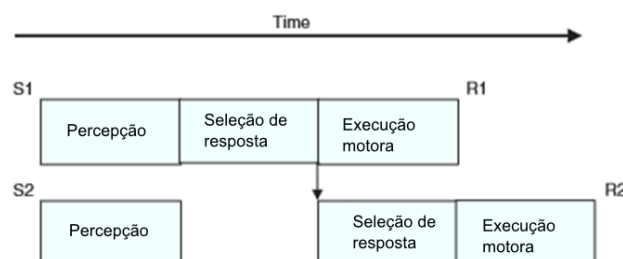 Time
S1
R1
Percepção
Seleção de
resposta
Execução
motora
S2
R2
Percepção
Seleção de
resposta
Execução
motora